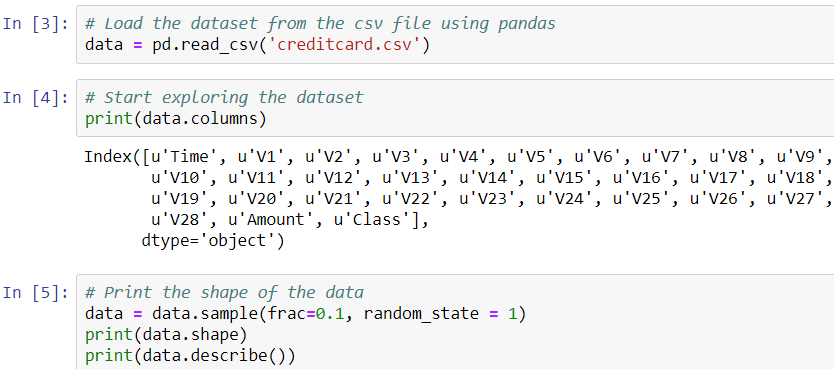 In [3]: # Load the dataset from the csv file using pandas
data = pd.read_csv('creditcard.csv')
In [4]: # Start exploring the dataset
print(data.columns)
Index([u'Time', u'V1', u'V2', u'V3', u'V4', u'V5', u'V6', u'V7', u'V8', u'V9',
u'V10', u'V11', u'V12', u'V13', u'V14', u'V15', u'V16', u'V17', u'V18',
u'V19', u'V20', u'V21', u'V22', u'V23', u'V24', u'V25', u'V26', u'V27',
u'V28', u'Amount', u'Class'],
dtype='object')
In [5]: # Print the shape of the data
data = data.sample(frac=0.1, random_state = 1)
print(data.shape)
print(data.describe())